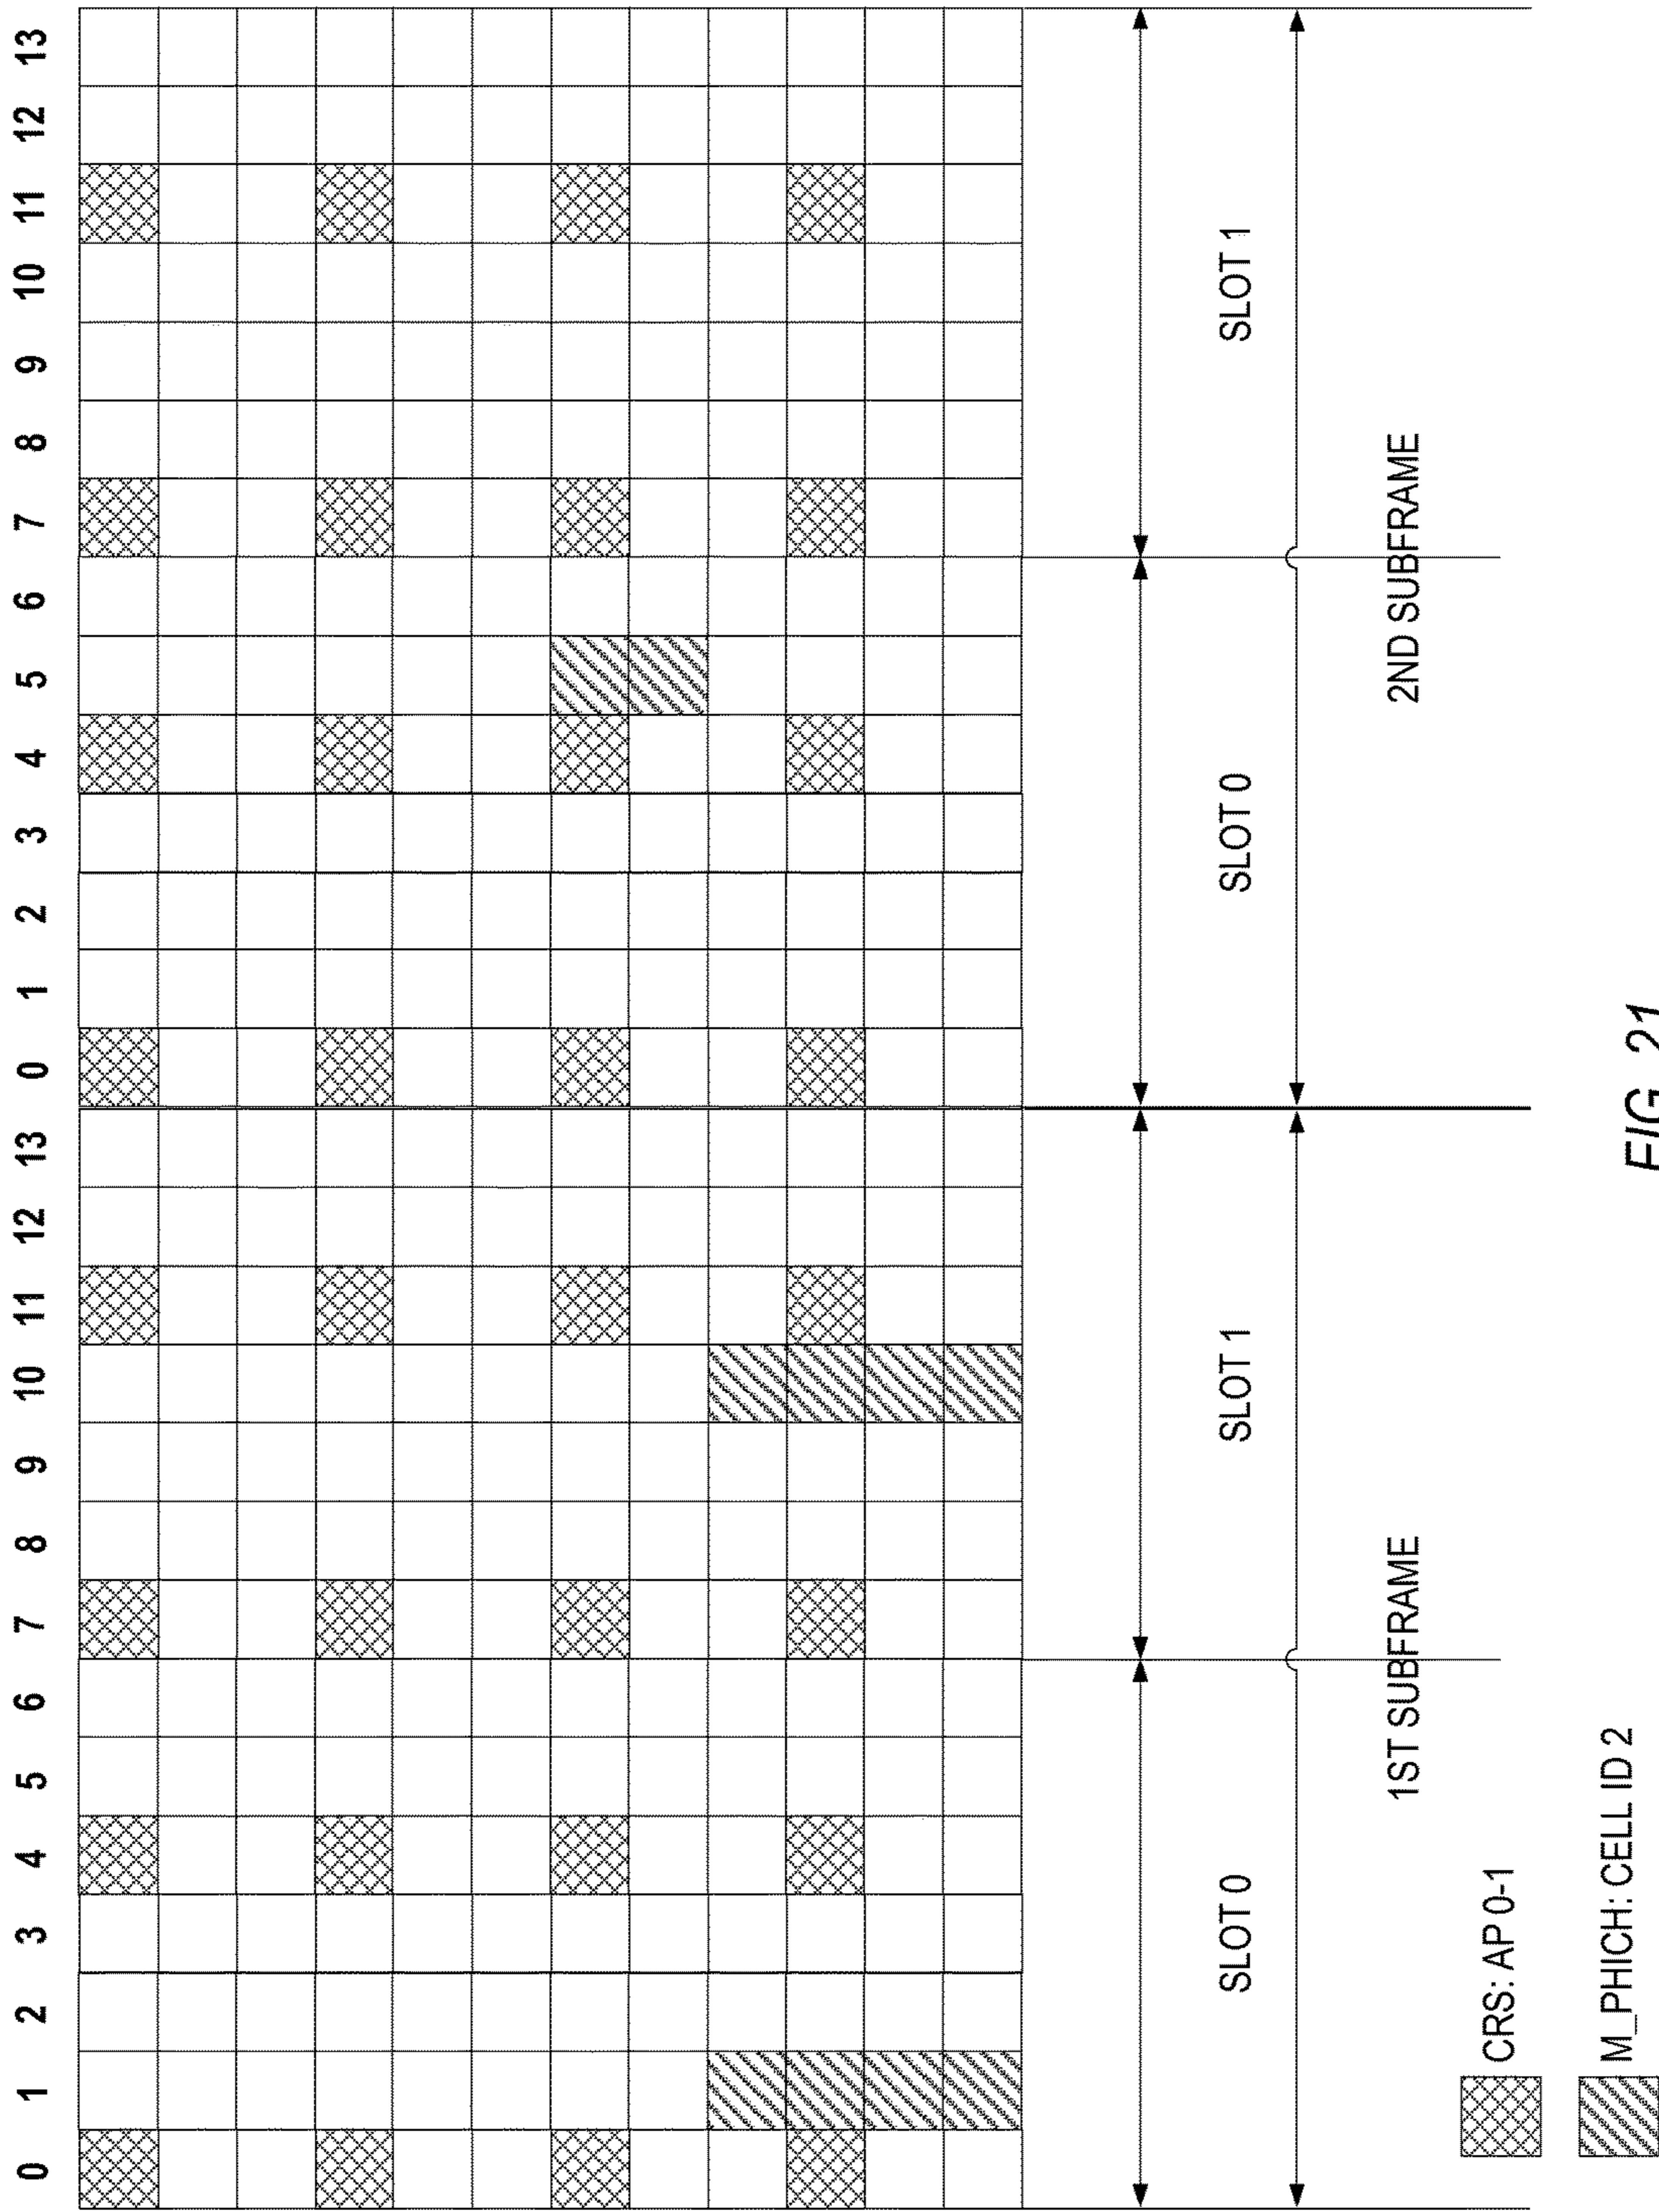 0 1 2 3 4 5 6 7 8 9 10 11 12 13 0 1 2 3 4 5 6 7 8 9 10 11 12 13
SLOT 0 SLOT 1 SLOT 0 SLOT 1
1ST SUBFRAME 2ND SUBFRAME
CRS: AP 0-1
M_PHICH: CELL ID 2
FIG. 21